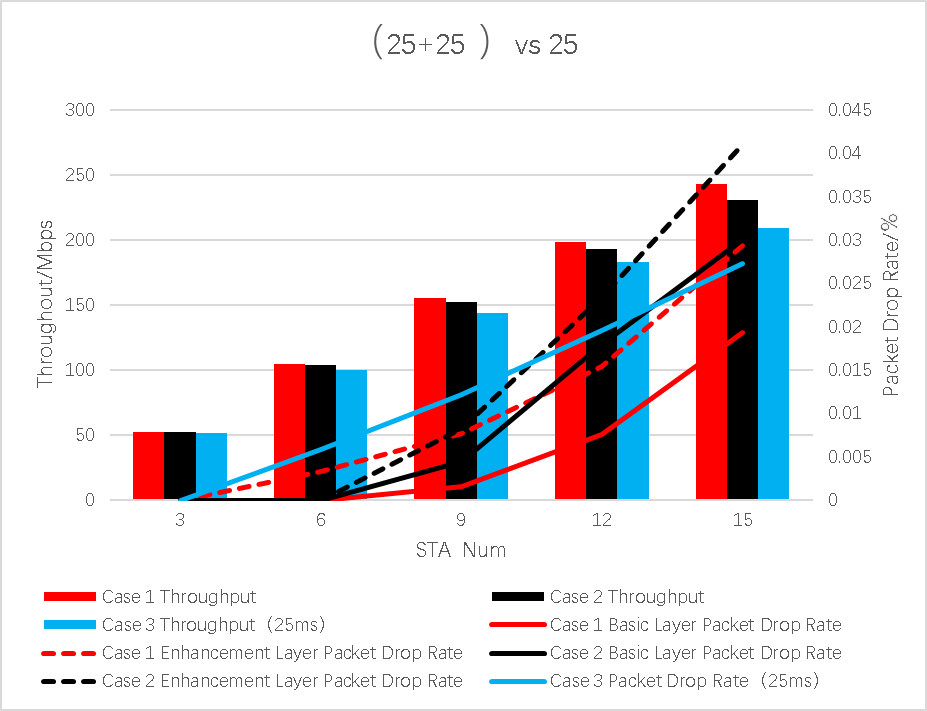 （25+25 ） vs 25
300
250
200
150
100
50
0
0.045
0.04
0.035
0.03
0.025
0.02
0.015
0.01
0.005
0
Throughout/Mbps
Packet Drop Rate/%
3 6 9 12 15
STA Num
Case 1 Throughput Case 2 Throughput
Case 3 Throughput（25ms） Case 1 Basic Layer Packet Drop Rate
Case 1 Enhancement Layer Packet Drop Rate Case 2 Basic Layer Packet Drop Rate
Case 2 Enhancement Layer Packet Drop Rate Case 3 Packet Drop Rate（25ms）